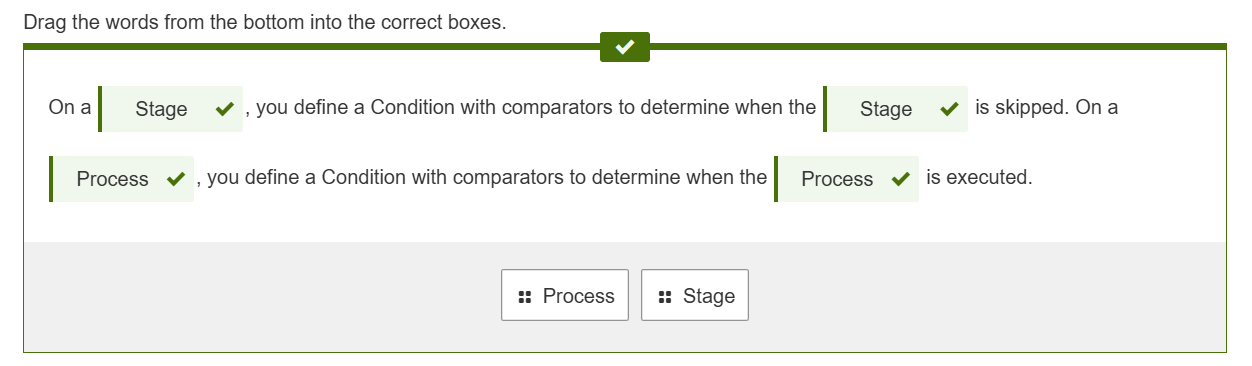 Drag the words from the bottom into the correct boxes.
On a Stage , you define a Condition with comparators to determine when the Stage is skipped. On a
Process , you define a Condition with comparators to determine when the Process is executed.
Process Stage